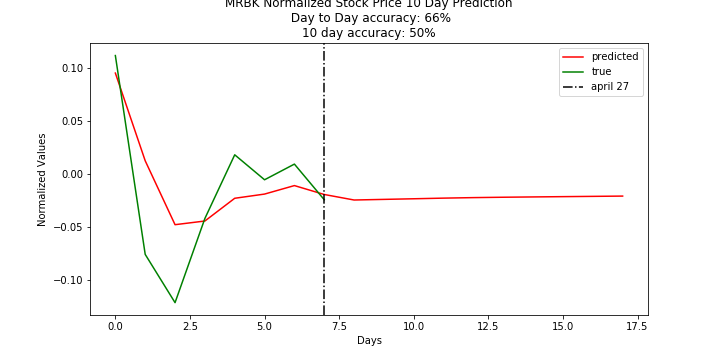 MRBK Normalized Stock Price 10 Day Prediction
Day to Day accuracy: 66%
10 day accuracy: 50%
predicted
true
april 27
0.10
0.05
0.00
−0.05
−0.10
Normalized Values
0.0 2.5 5.0 7.5 10.0 12.5 15.0 17.5
Days